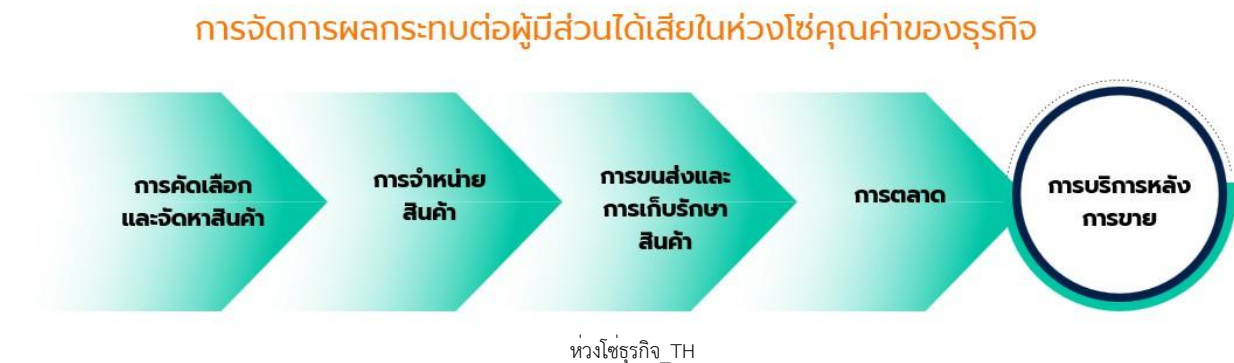 การจัดการผลกระทบต่อผู้มีส่วนได้เสียในห่วงโซ่คุณค่าของธุรกิจ
การคัดเลือก
และจัดหาสินค้า
การจำหน่าย
สินค้า
การขนส่งและ
การเก็บรักษา
สินค้า
การตลาด
การบริการหลัง
การขาย
ห่วงโซ่ธุรกิจ_TH